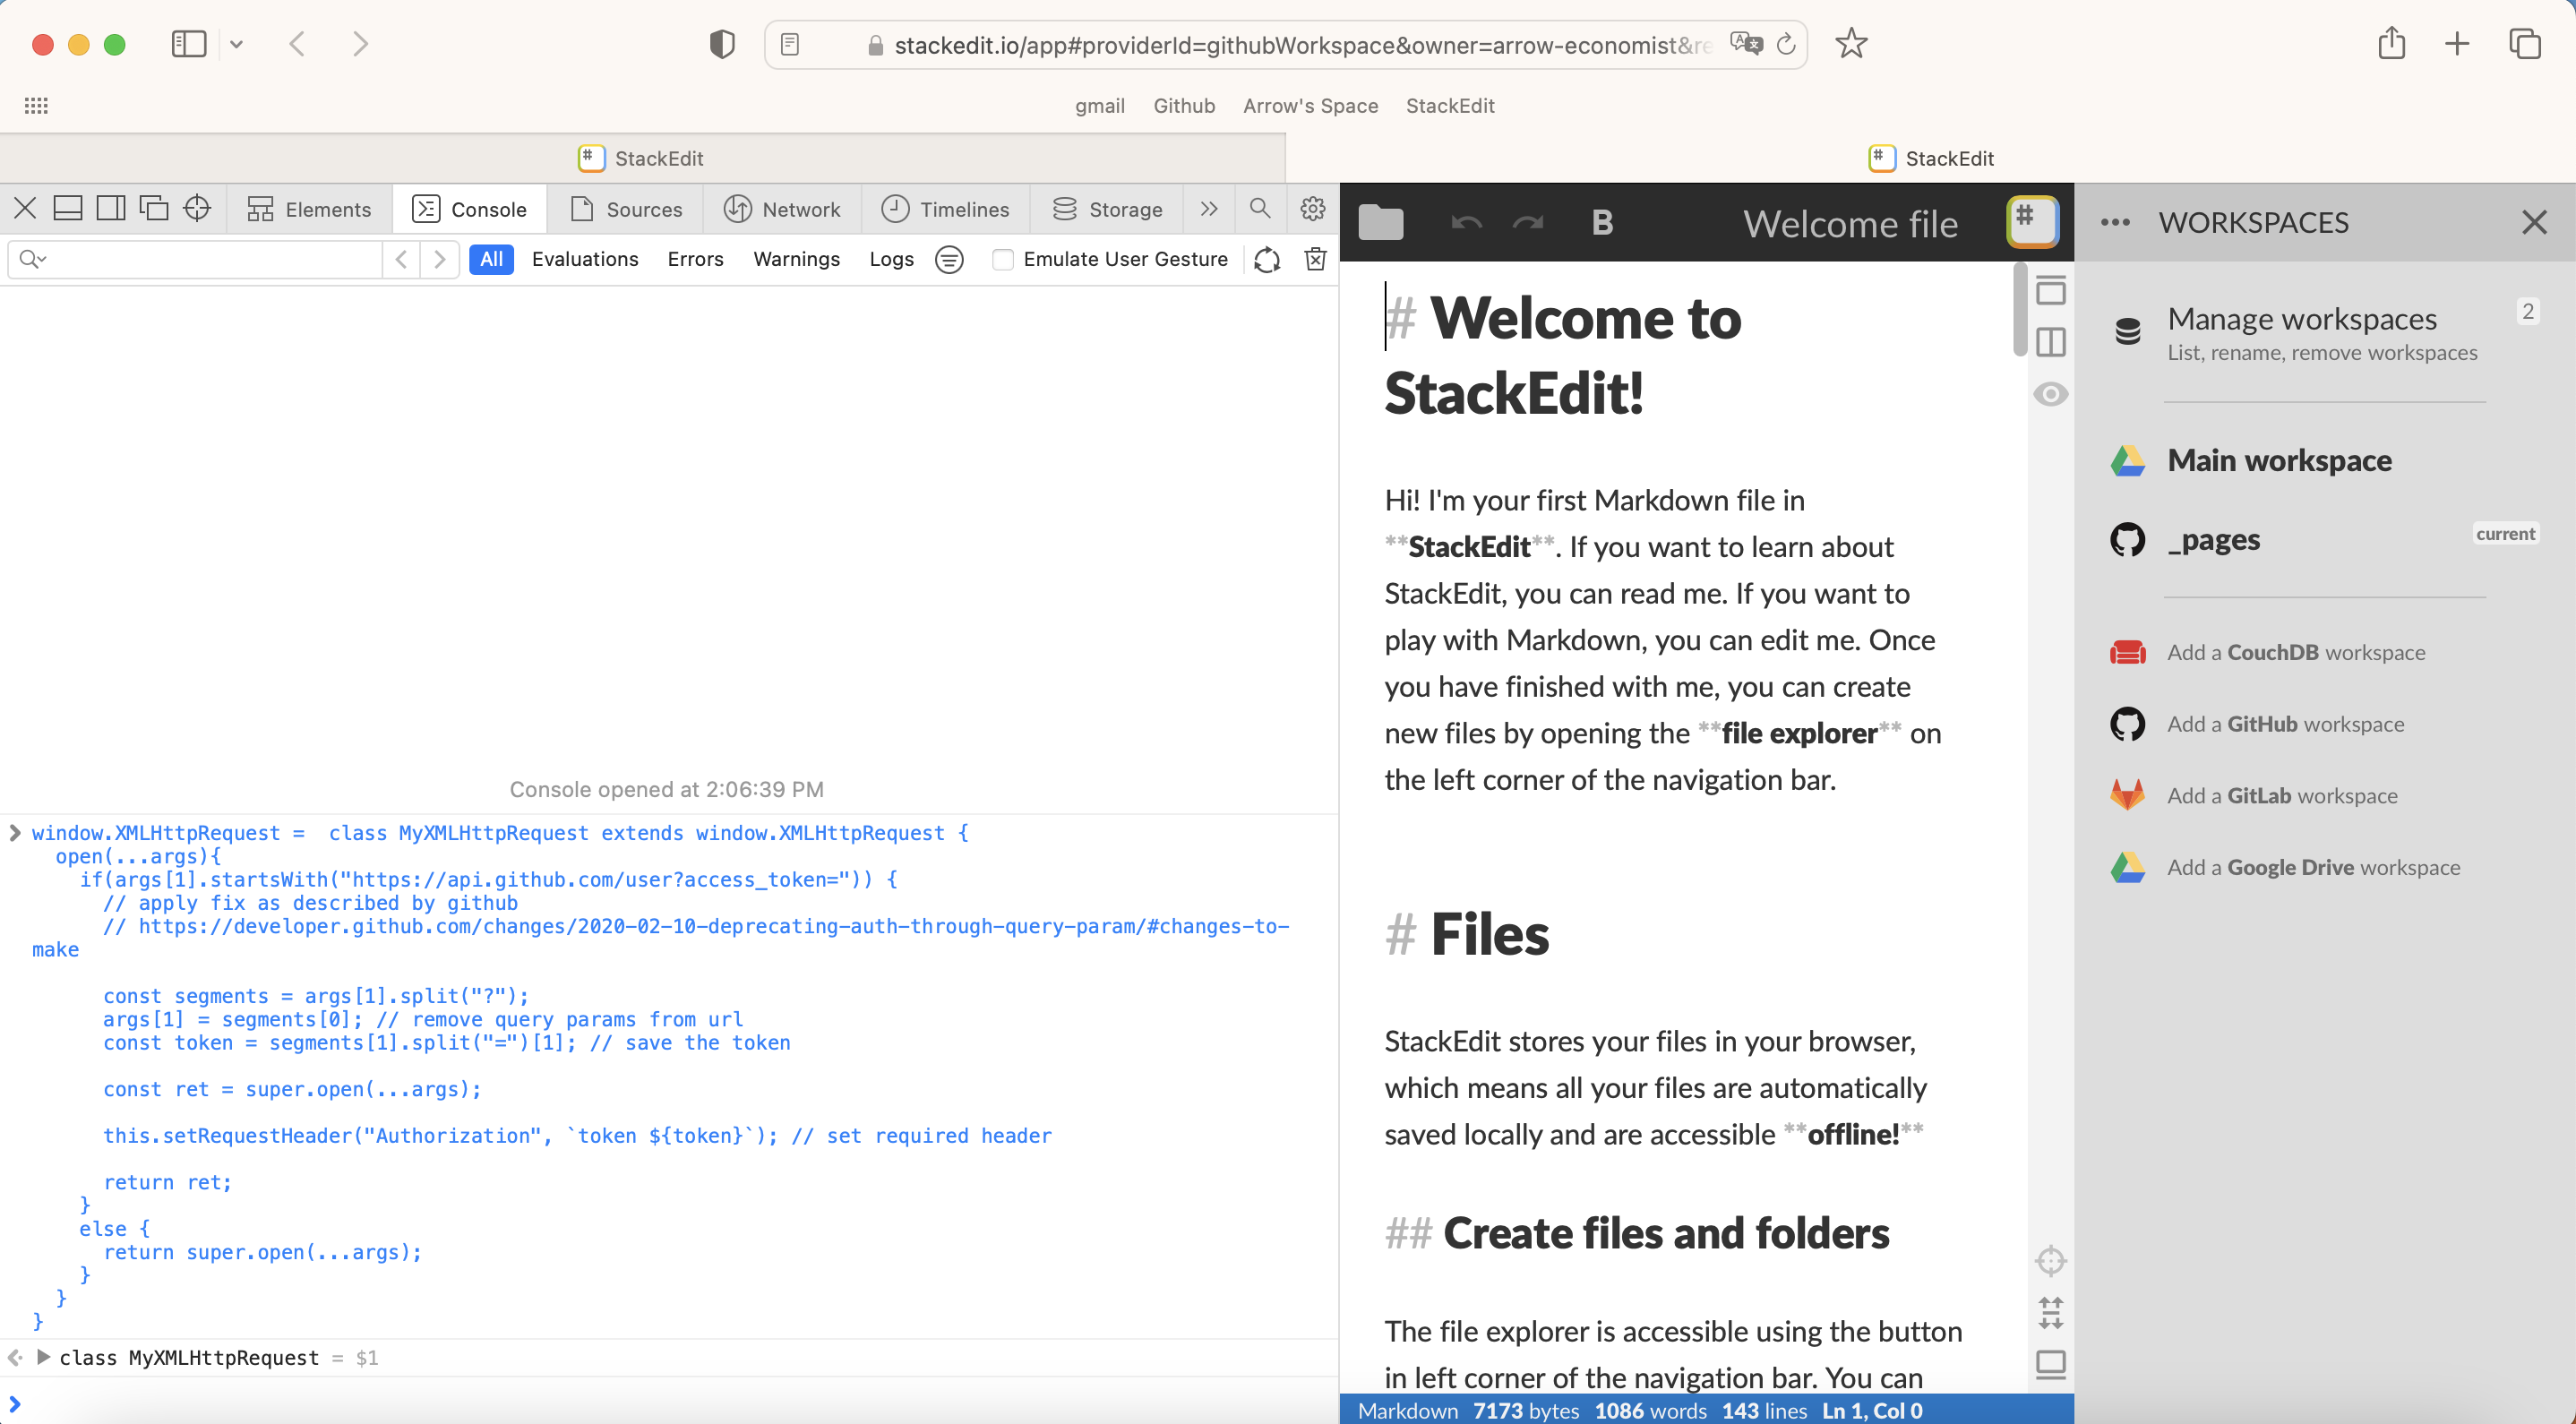 stackedit.io/app#providerId=githubWorkspace&owner=arrow-economist&re
gmail Github Arrow's Space StackEdit
# StackEdit
# StackEdit
Elements Console Sources Network Timelines Storage
All Evaluations Errors Warnings Logs Emulate User Gesture
Console opened at 2:06:39 PM
window.XMLHttpRequest =  class MyXMLHttpRequest extends window.XMLHttpRequest {
  open(...args){
    if(args[1].startsWith("https://api.github.com/user?access_token=")) {
      // apply fix as described by github
      // https://developer.github.com/changes/2020-02-10-deprecating-auth-through-query-param/#changes-to-
make
      const segments = args[1].split("?");
      args[1] = segments[0]; // remove query params from url
      const token = segments[1].split("=")[1]; // save the token
      const ret = super.open(...args);
      this.setRequestHeader("Authorization", `token ${token}`); // set required header
      return ret;
    }
    else {
      return super.open(...args);
    }
  }
}
class MyXMLHttpRequest = $1
B Welcome file #
# Welcome to
StackEdit!
Hi! I'm your first Markdown file in
**StackEdit**. If you want to learn about
StackEdit, you can read me. If you want to
play with Markdown, you can edit me. Once
you have finished with me, you can create
new files by opening the **file explorer** on
the left corner of the navigation bar.
# Files
StackEdit stores your files in your browser,
which means all your files are automatically
saved locally and are accessible **offline!**
## Create files and folders
The file explorer is accessible using the button
in left corner of the navigation bar. You can
Markdown 7173 bytes 1086 words 143 lines Ln 1, Col 0
WORKSPACES
Manage workspaces 2
List, rename, remove workspaces
Main workspace
_pages current
Add a CouchDB workspace
Add a GitHub workspace
Add a GitLab workspace
Add a Google Drive workspace